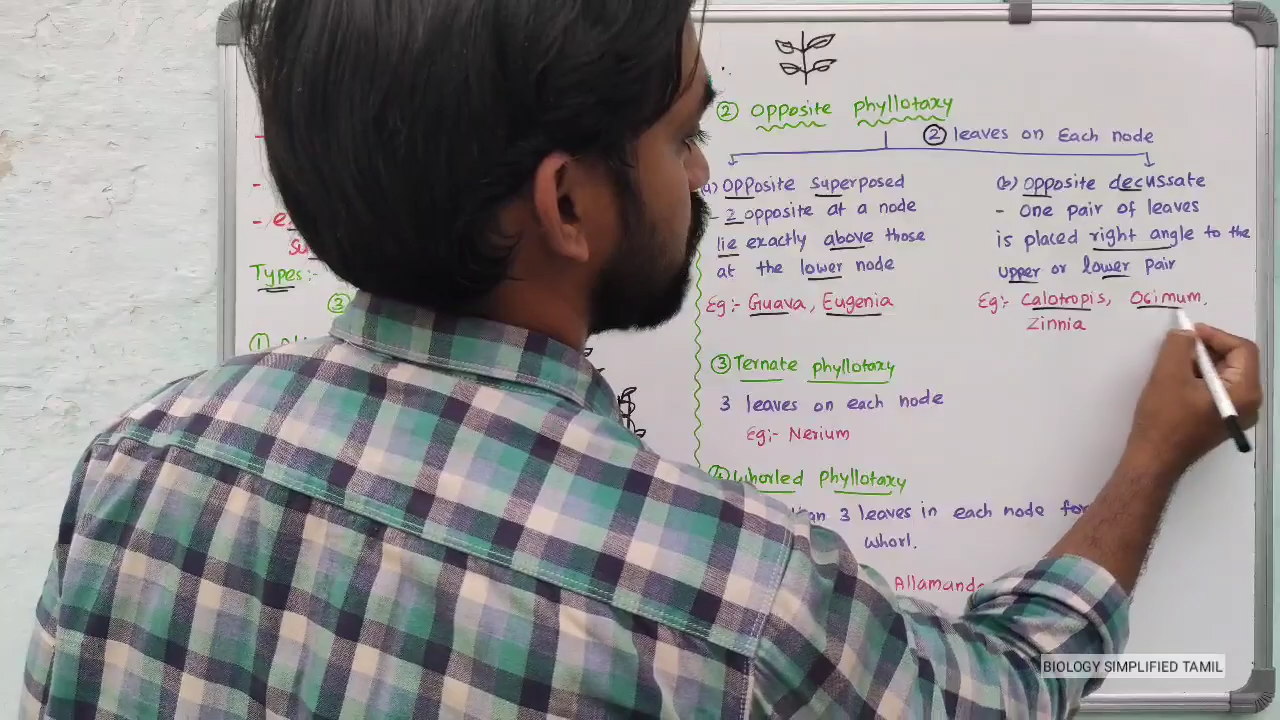 Types:-
③
② Opposite phyllotaxy
② leaves on Each node
(a) Opposite superposed
- 2 opposite at a node
lie exactly above those
at the lower node
Eg:- Guava, Eugenia
(b) Opposite decussate
- One pair of leaves
is placed right angle to the
upper or lower pair
Eg:- Calotropis, Ocimum,
Zinnia
③ Ternate phyllotaxy
3 leaves on each node
Eg:- Nerium
④ Whorled phyllotaxy
3 leaves in each node
whorl.
BIOLOGY SIMPLIFIED TAMIL